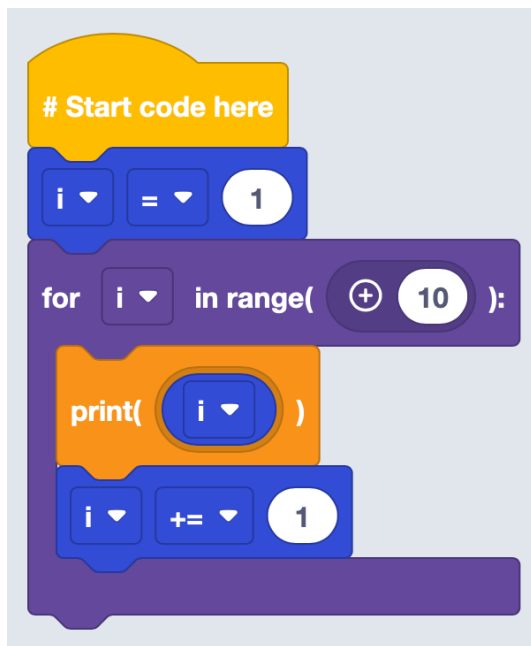 # Start code here
i = 1
for i in range( 10 ):
print( i )
i += 1